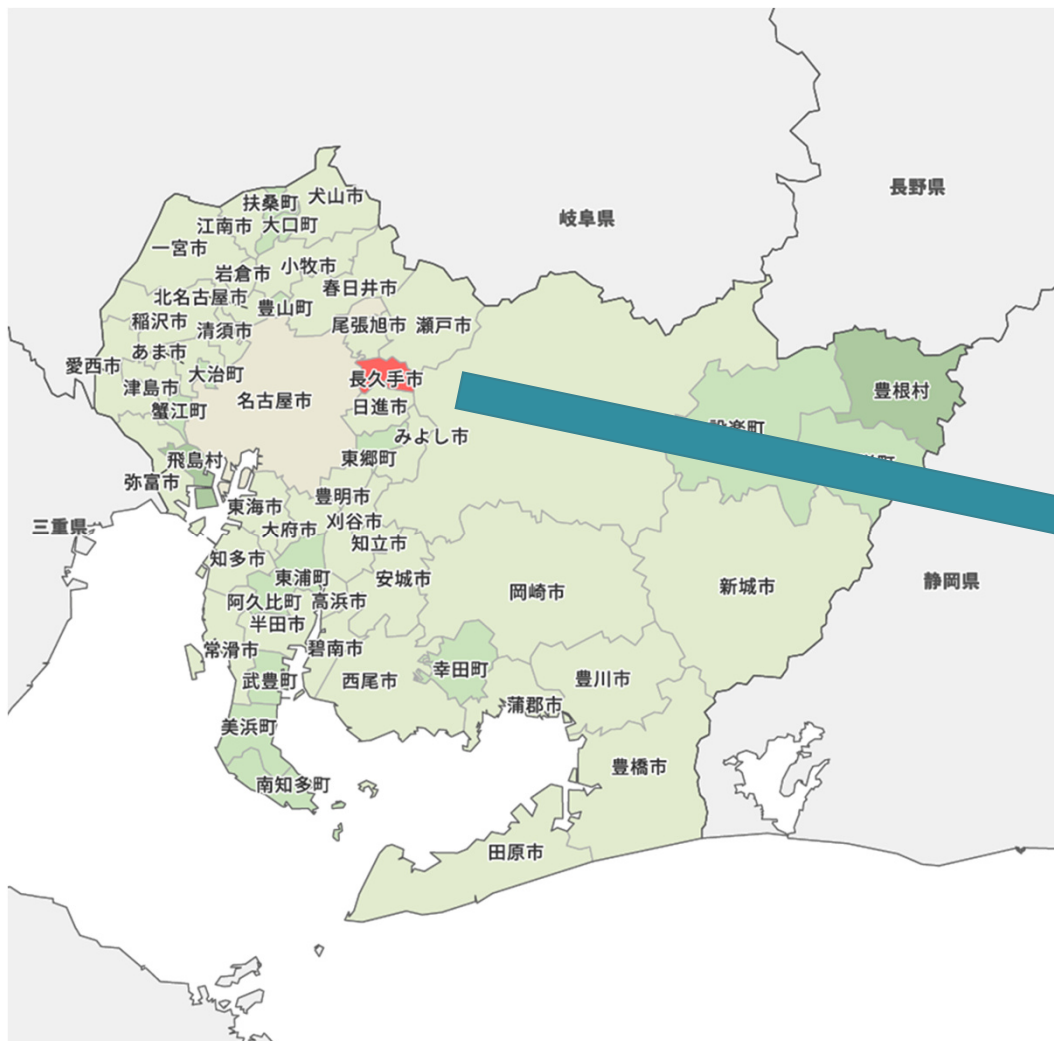 長野県
岐阜県
犬山市
扶桑町
江南市
大口町
一宮市
小牧市
岩倉市
春日井市
北名古屋市
豊山町
稲沢市
清須市
尾張旭市
瀬戸市
あま市
愛西市
大治町
長久手市
津島市
豊根村
名古屋市
日進市
蟹江町
設楽町
みよし市
東郷町
飛島村
弥富市
豊明市
東海市
刈谷市
大府市
三重県
知立市
知多市
東浦町
安城市
静岡県
新城市
岡崎市
阿久比町
高浜市
半田市
碧南市
常滑市
幸田町
武豊町
西尾市
豊川市
蒲郡市
美浜町
豊橋市
南知多町
田原市